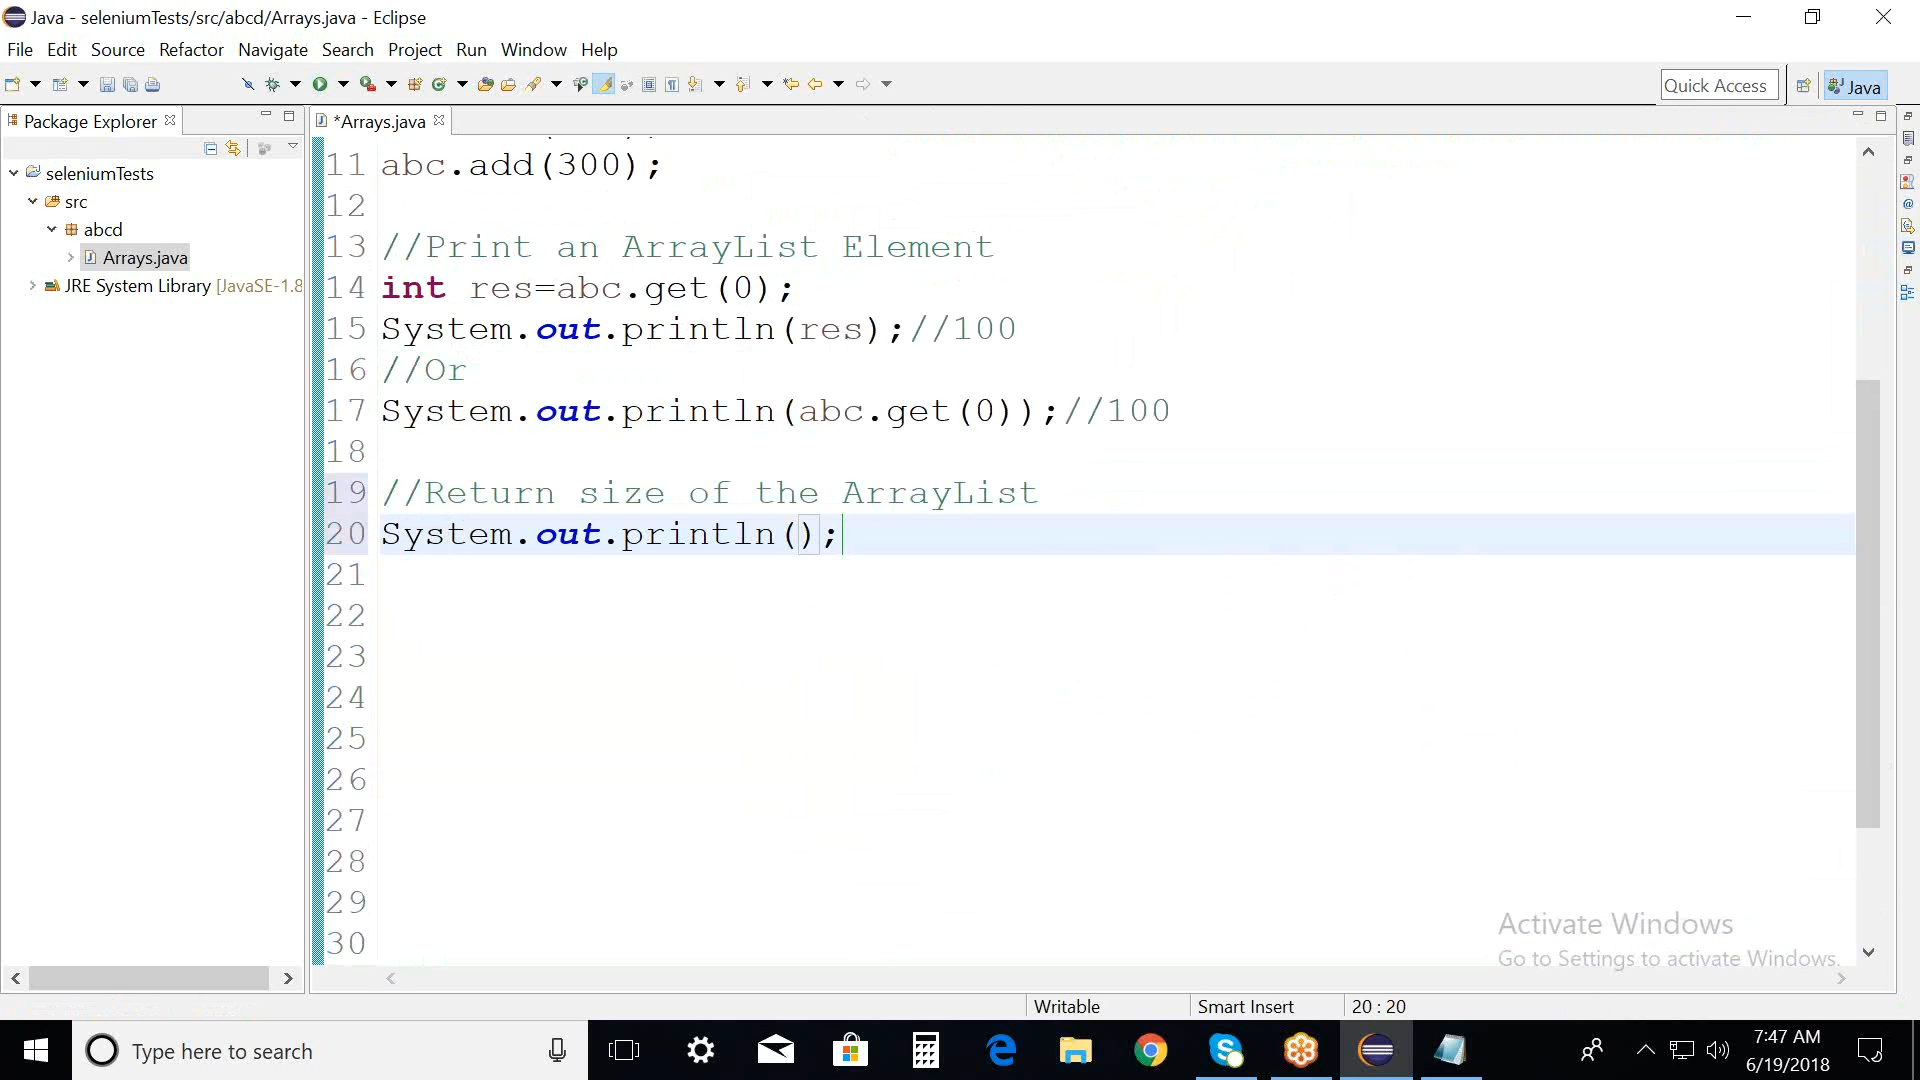 Java - seleniumTests/src/abcd/Arrays.java - Eclipse
File Edit Source Refactor Navigate Search Project Run Window Help
Quick Access
Java
Package Explorer
*Arrays.java
seleniumTests
src
abcd
Arrays.java
JRE System Library [JavaSE-1.8
11 abc.add(300);
12
13 //Print an ArrayList Element
14 int res=abc.get(0);
15 System.out.println(res);//100
16 //Or
17 System.out.println(abc.get(0));//100
18
19 //Return size of the ArrayList
20 System.out.println();
21
22
23
24
25
26
27
28
29
30
Activate Windows
Go to Settings to activate Windows.
Writable
Smart Insert
20 : 20
Type here to search
7:47 AM
6/19/2018